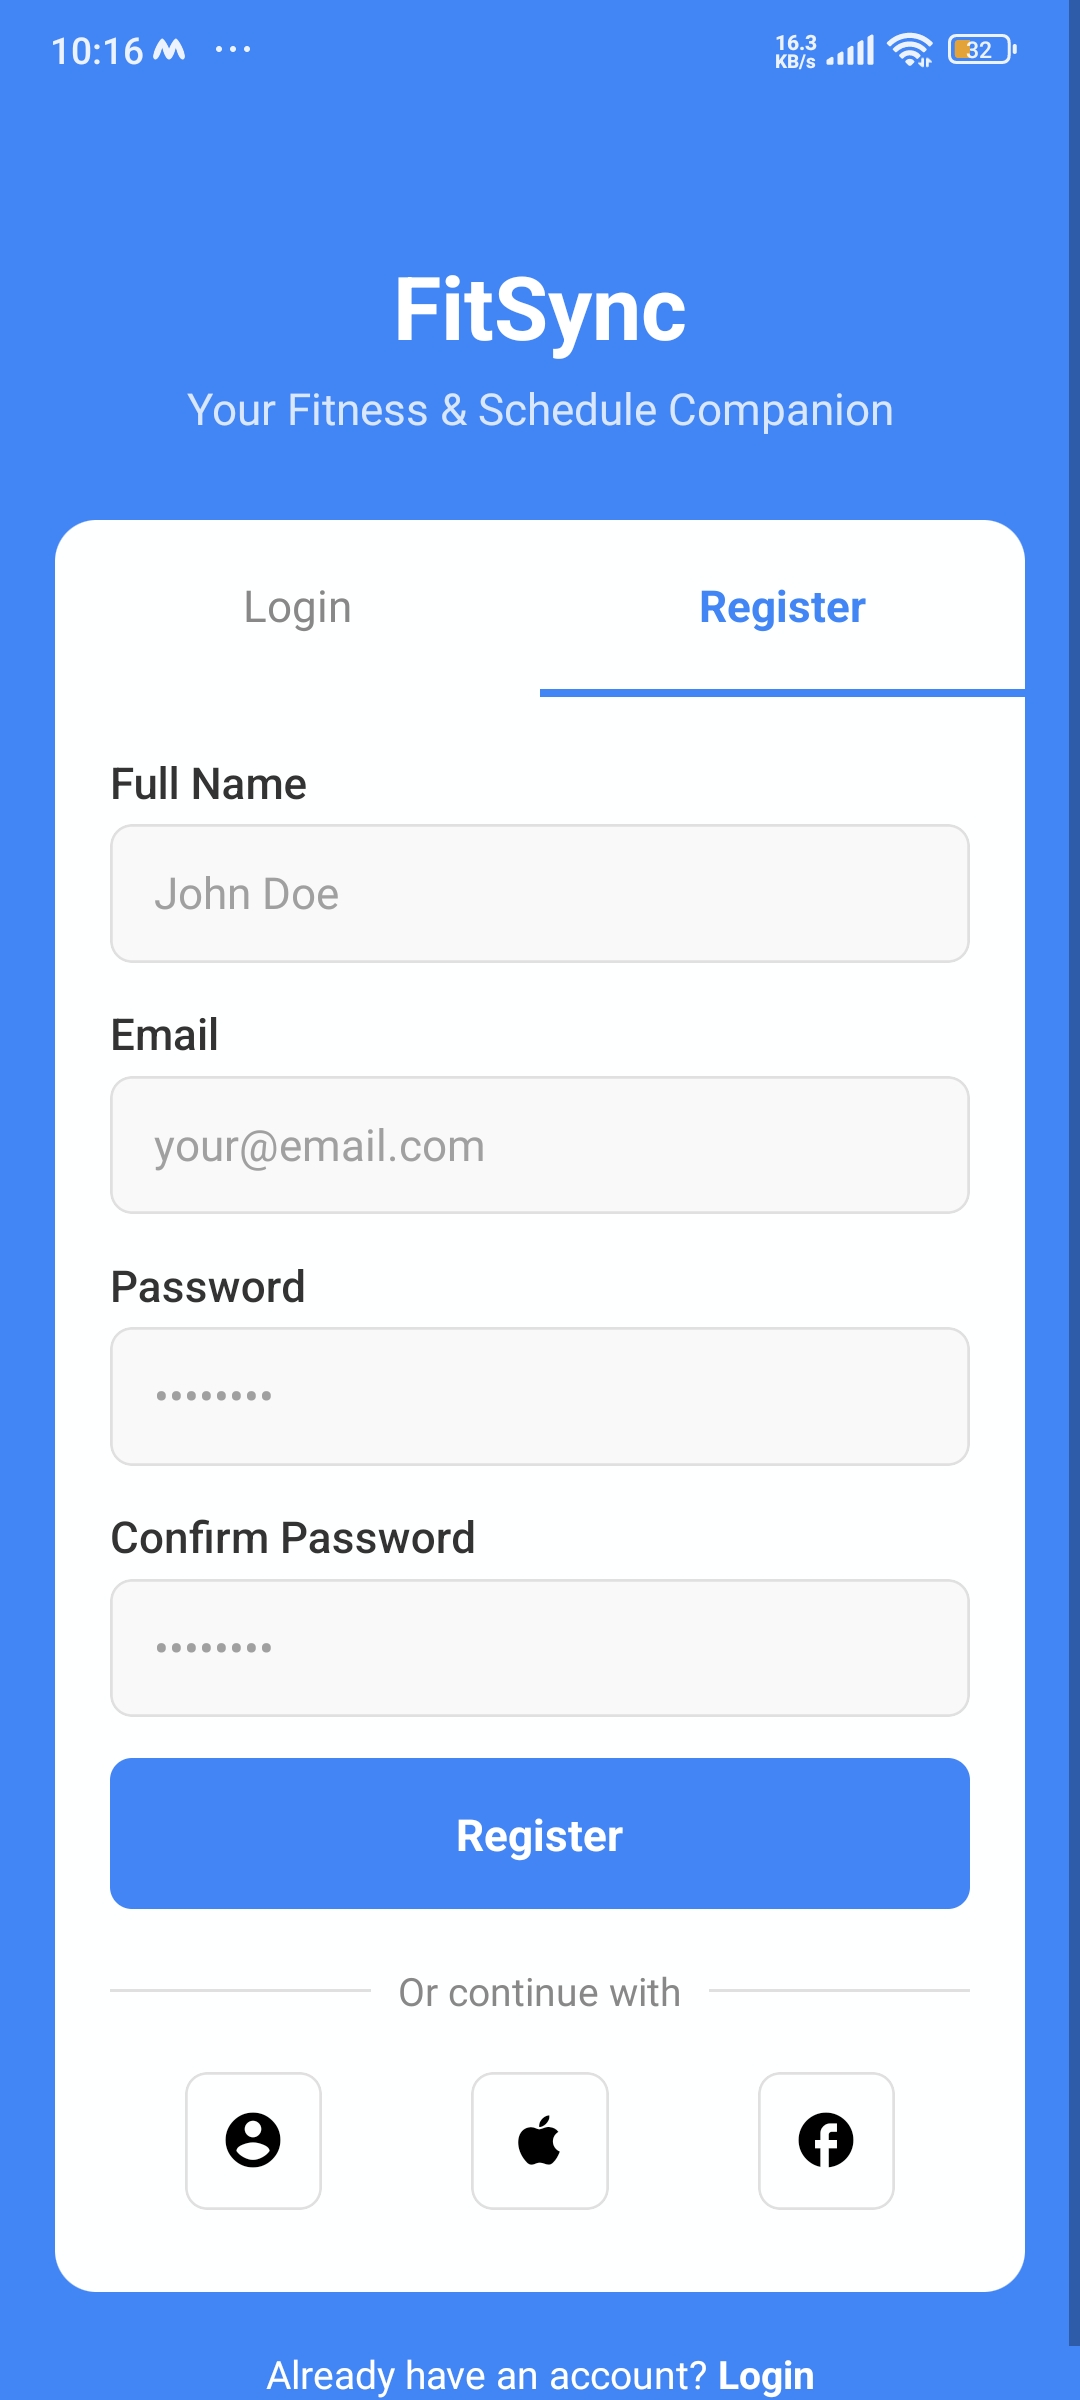 10:16 ...
16.3
KB/s
32
FitSync
Your Fitness & Schedule Companion
Login Register
Full Name
John Doe
Email
your@email.com
Password
••••••••
Confirm Password
••••••••
Register
Or continue with
Already have an account? Login